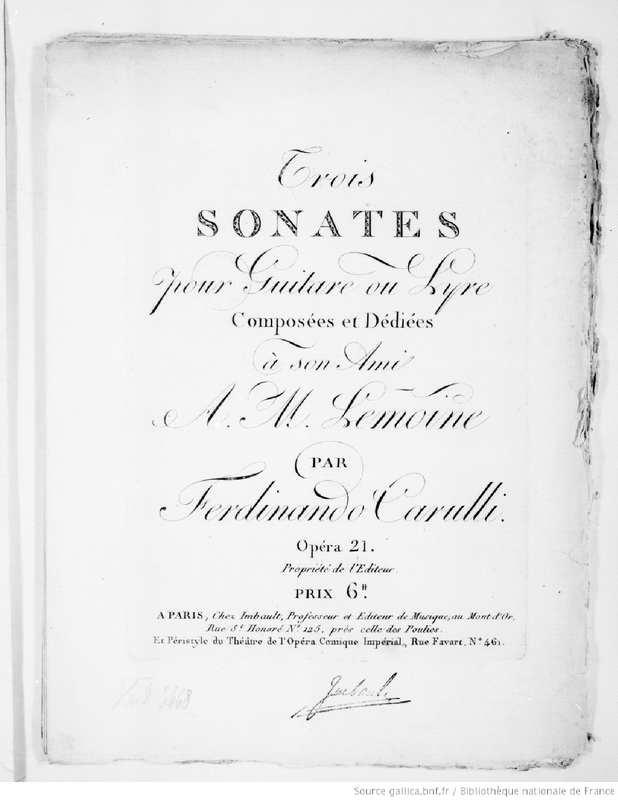 Trois
SONATES
pour Guitare ou Lyre
Composées et Dédiées
à son Ami
A. Mt. Lemoine
PAR
Ferdinando Carulli.
Opéra 21.
Propriété de l'Editeur.
PRIX 6tt
A PARIS, Chez Imbault, Professeur et Editeur de Musique, au Mont d'Or,
Rue St. Honoré No. 125, près celle des Poulies.
Et Péristyle du Théâtre de l'Opéra Comique Impérial, Rue Favart, No. 461.
Imbault
Source gallica.bnf.fr / Bibliothèque nationale de France